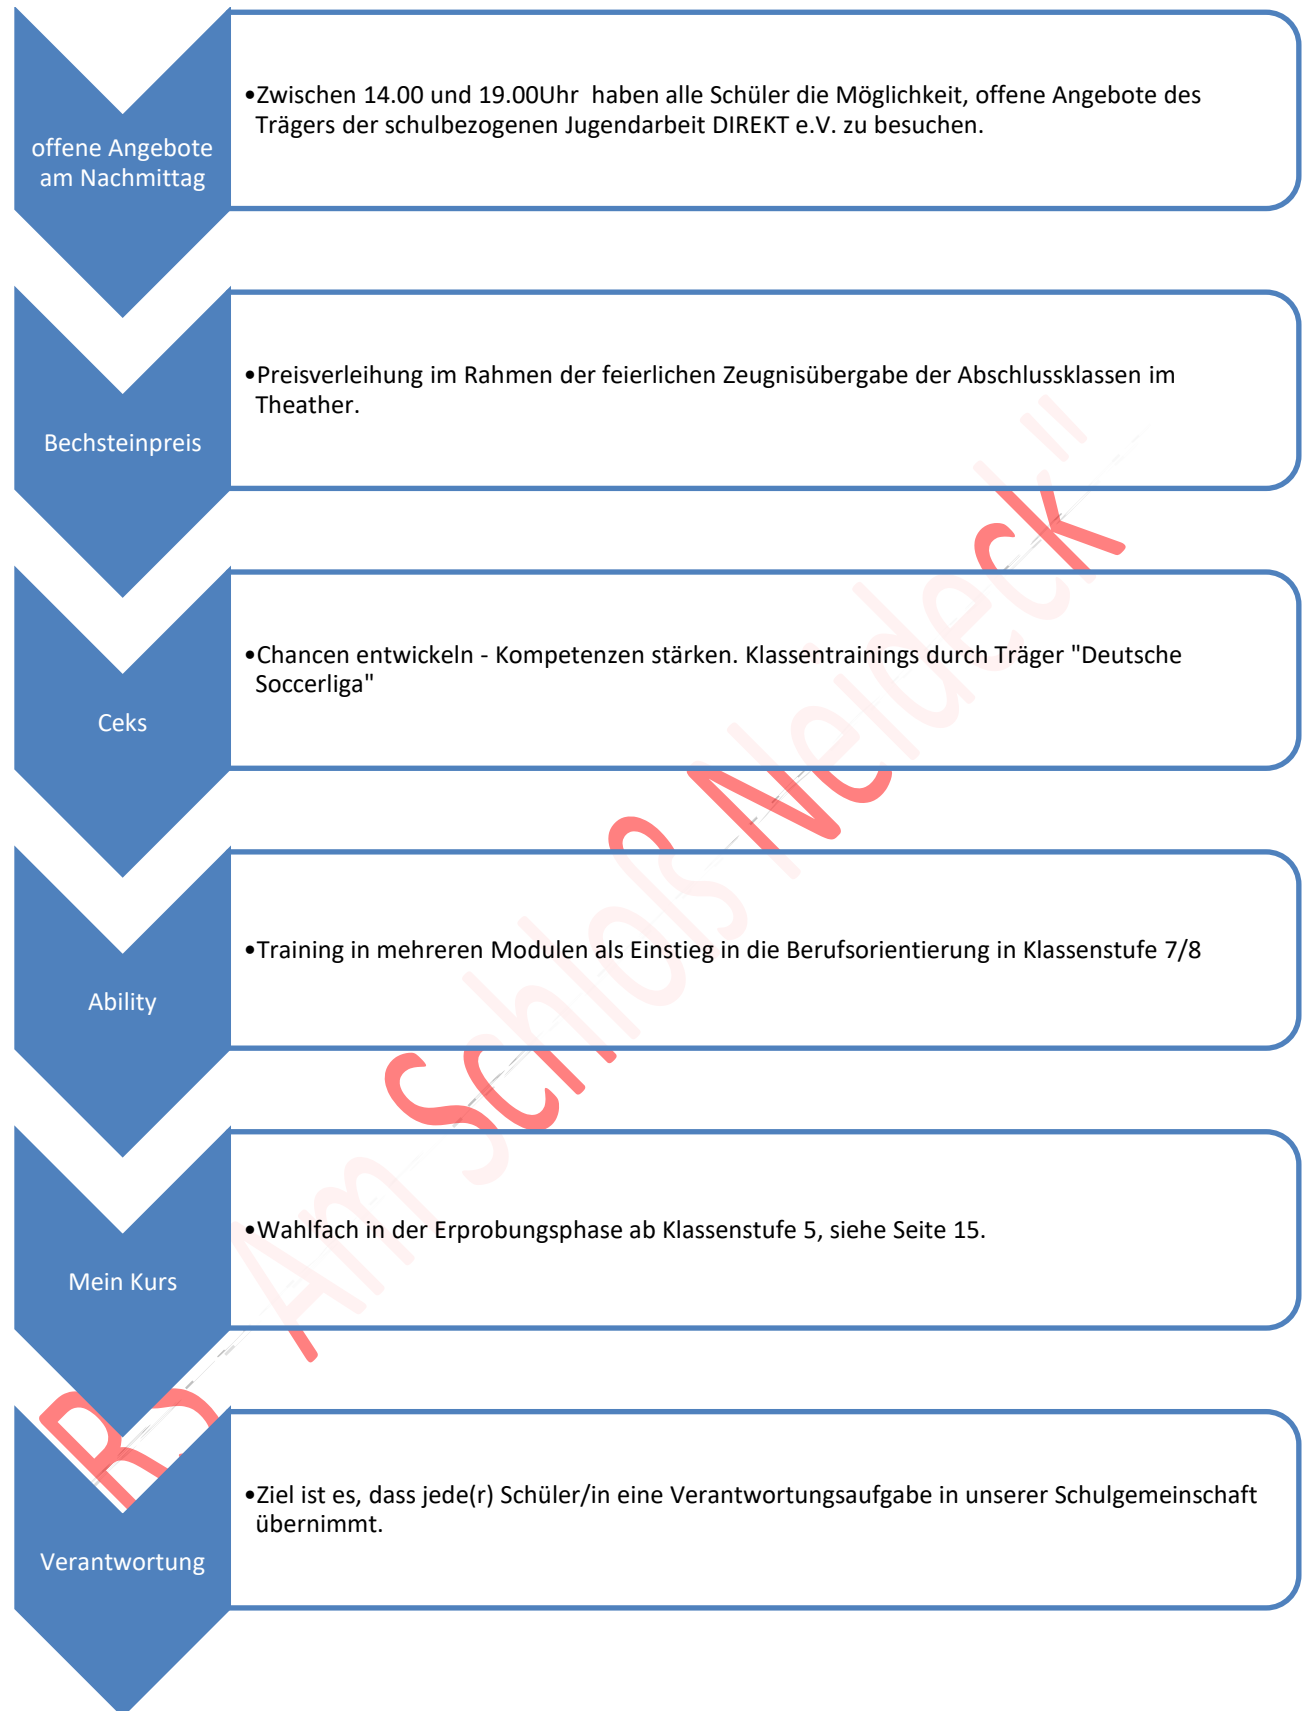 offene Angebote
am Nachmittag
•Zwischen 14.00 und 19.00Uhr  haben alle Schüler die Möglichkeit, offene Angebote des
Trägers der schulbezogenen Jugendarbeit DIREKT e.V. zu besuchen.
Bechsteinpreis
•Preisverleihung im Rahmen der feierlichen Zeugnisübergabe der Abschlussklassen im
Theather.
Ceks
•Chancen entwickeln - Kompetenzen stärken. Klassentrainings durch Träger "Deutsche
Soccerliga"
Ability
•Training in mehreren Modulen als Einstieg in die Berufsorientierung in Klassenstufe 7/8
Mein Kurs
•Wahlfach in der Erprobungsphase ab Klassenstufe 5, siehe Seite 15.
Verantwortung
•Ziel ist es, dass jede(r) Schüler/in eine Verantwortungsaufgabe in unserer Schulgemeinschaft
übernimmt.
RS Am Schloß Neideck"